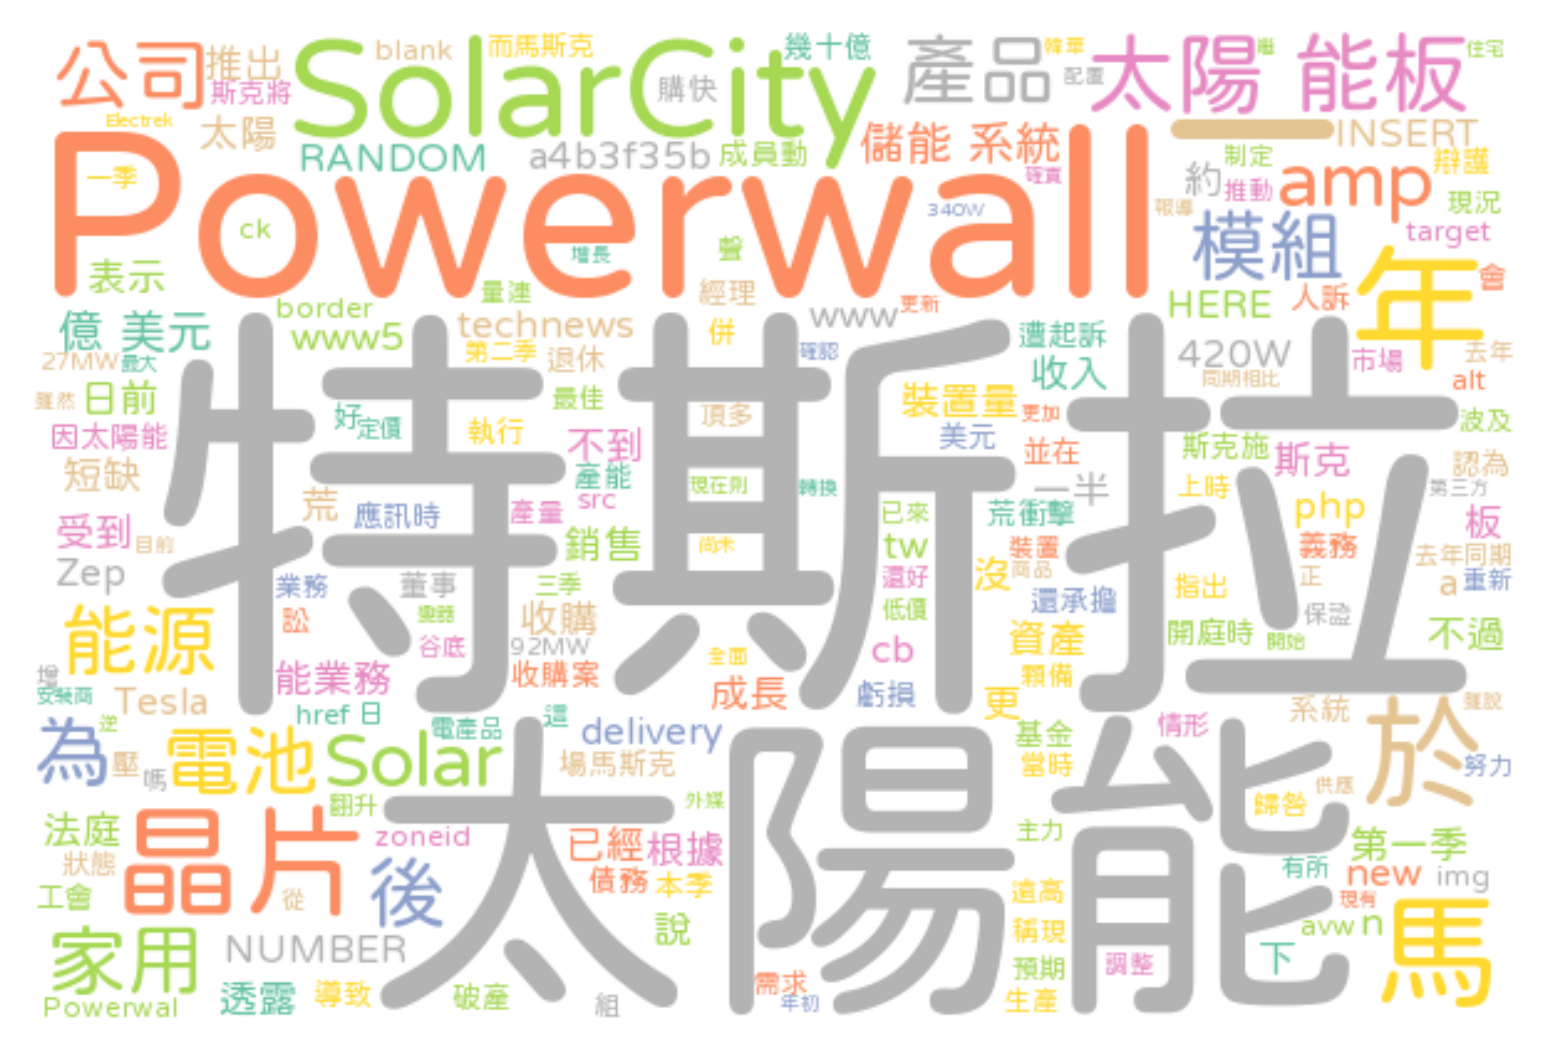 公司
推出
斯克將
Electrek
太陽
SolarCity
blank
而馬斯克
購快
幾十億
產品
韓華
配置
太陽 能板
繼
住宅
RANDOM
a4b3f35b
成員動
儲能 系統
確實
一
INSERT
制定
辯護
Powerwall
一季
ck
增長
340W
約
推動
amp
報導
現況
模組
target
表示
量達
經理
更新
年
會
HERE
人訴
億 美元
border
www5
technews
第二季
退休
併
www
確認
遭起訴
收入
420W
市場
去年
同期相比
27MW
最大
雖然
日前
因太陽能
短缺
特斯拉
好
定價
執行
最佳
不到
頂多
裝置量
美元
更加
並在
斯克施
斯克
alt
波及
認為
第三方
荒
應訊時
產能
src
產量
現在則
轉換
一半
上時
php
板
受到
目前
Zep
銷售
尚未
已來
tw
荒衝擊
裝置
商品
還好
沒
義務
去年同期
a
重新
正
業務
董事
三季
收購
低價
還承擔
指出
保證
能源
訟
谷底
92MW
全面
cb
資產
開庭時
開始
不過
增
安裝商
Tesla
能業務
收購案
成長
虧損
更
顆備
系統
雖說
href
日
電產品
這
delivery
為
逆
壓
嗎
電池
Solar
場馬斯克
太陽能
基金
當時
情形
於
努力
翻升
外媒
歸咎
供應
法庭
狀態
工會
晶片
從
zoneid
後
已經
根據
債務
本季
主力
第一季
有所
new
img
現有
遠高
avw
n
家用
NUMBER
說
稱現
下
馬
Powerwal
透露
導致
破產
組
需求
年初
預期
生產
調整